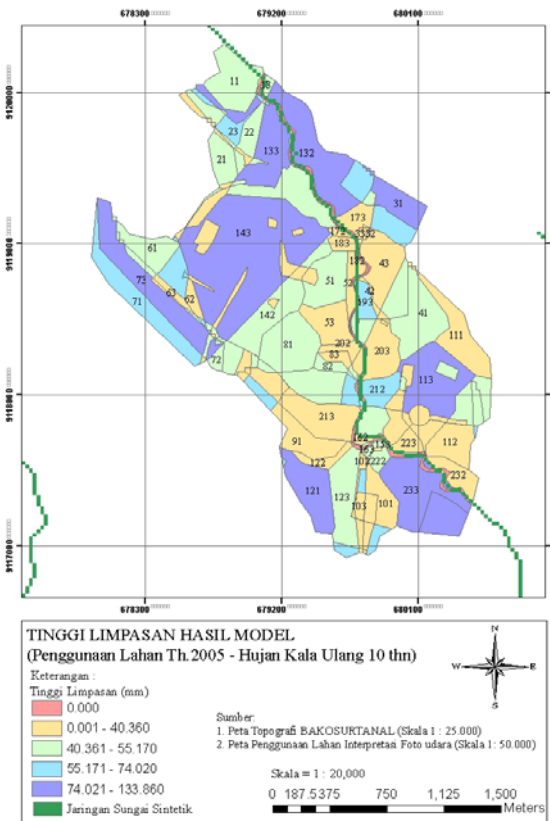 678300 679200 680100
11
23
22
21
133
132
31
173
61
143
183
43
73
63
62
71
51
42
193
41
142
53
111
81
202
83
203
82
72
113
212
213
91
223
112
122
121
123
222
232
103
101
233
9120000
9119000
9118000
9117000
678300 679200 680100
TINGGI LIMPASAN HASIL MODEL
(Penggunaan Lahan Th.2005 - Hujan Kala Ulang 10 thn)
Keterangan :
Tinggi Limpasan (mm)
0.000
0.001 - 40.360
40.361 - 55.170
55.171 - 74.020
74.021 - 133.860
Jaringan Sungai Sintetik
N
W E
S
Sumber:
1. Peta Topografi BAKOSURTANAL (Skala 1 : 25.000)
2. Peta Penggunaan Lahan Interpretasi Foto udara (Skala 1: 50.000)
Skala = 1 : 20,000
0 187.5 375 750 1,125 1,500
Meters